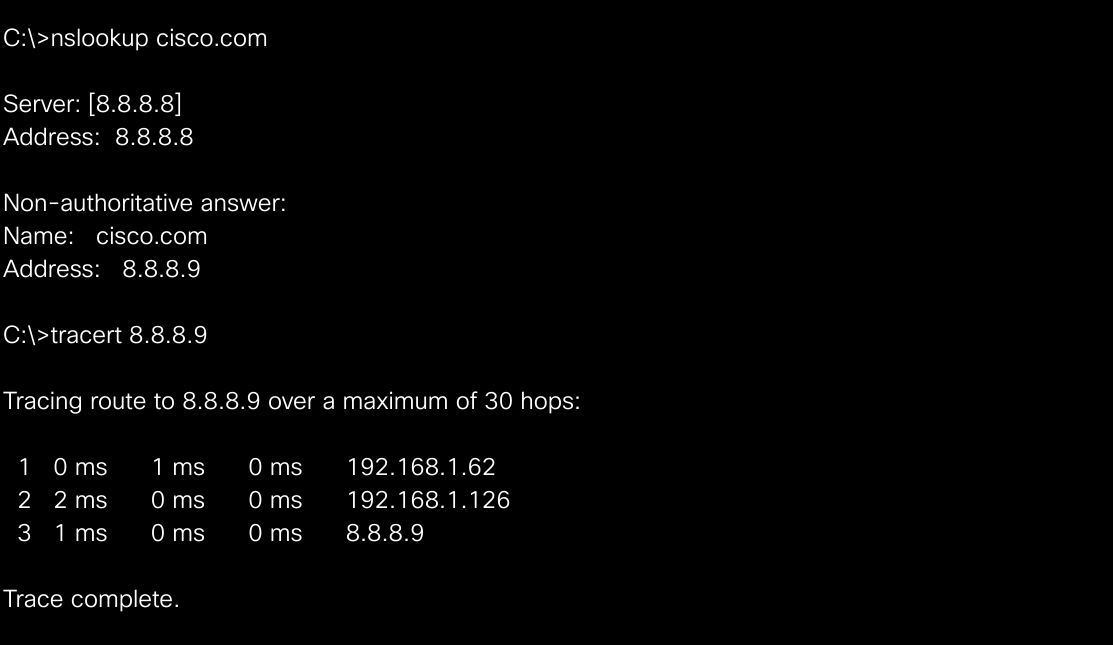 C:\>nslookup cisco.com
Server: [8.8.8.8]
Address: 8.8.8.8
Non-authoritative answer:
Name: cisco.com
Address: 8.8.8.9
C:\>tracert 8.8.8.9
Tracing route to 8.8.8.9 over a maximum of 30 hops:
1 0 ms 1 ms 0 ms 192.168.1.62
2 2 ms 0 ms 0 ms 192.168.1.126
3 1 ms 0 ms 0 ms 8.8.8.9
Trace complete.